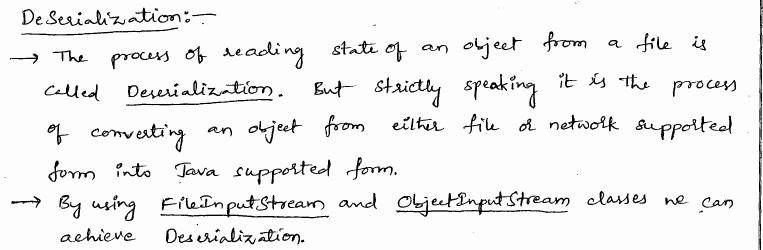 DeSerialization:-
→ The process of reading state of an object from a file is
called Deserialization. But strictly speaking it is the process
of converting an object from either file or network supported
form into Java supported form.
→ By using FileInputStream and ObjectInputStream classes we can
achieve Deserialization.